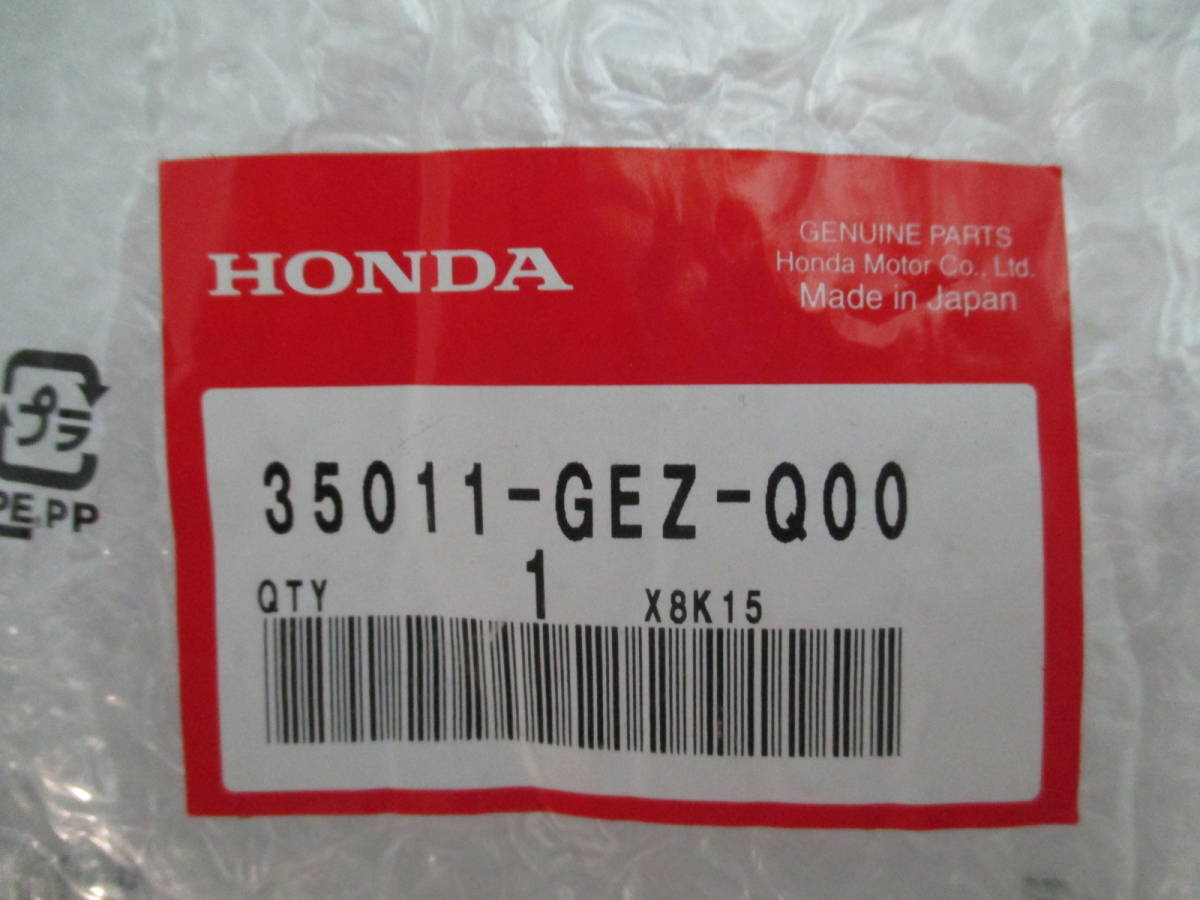 HONDA
GENUINE PARTS
Honda Motor Co., Ltd.
Made in Japan
プラ
PE,PP
35011-GEZ-Q00
QTY 1 X8K15